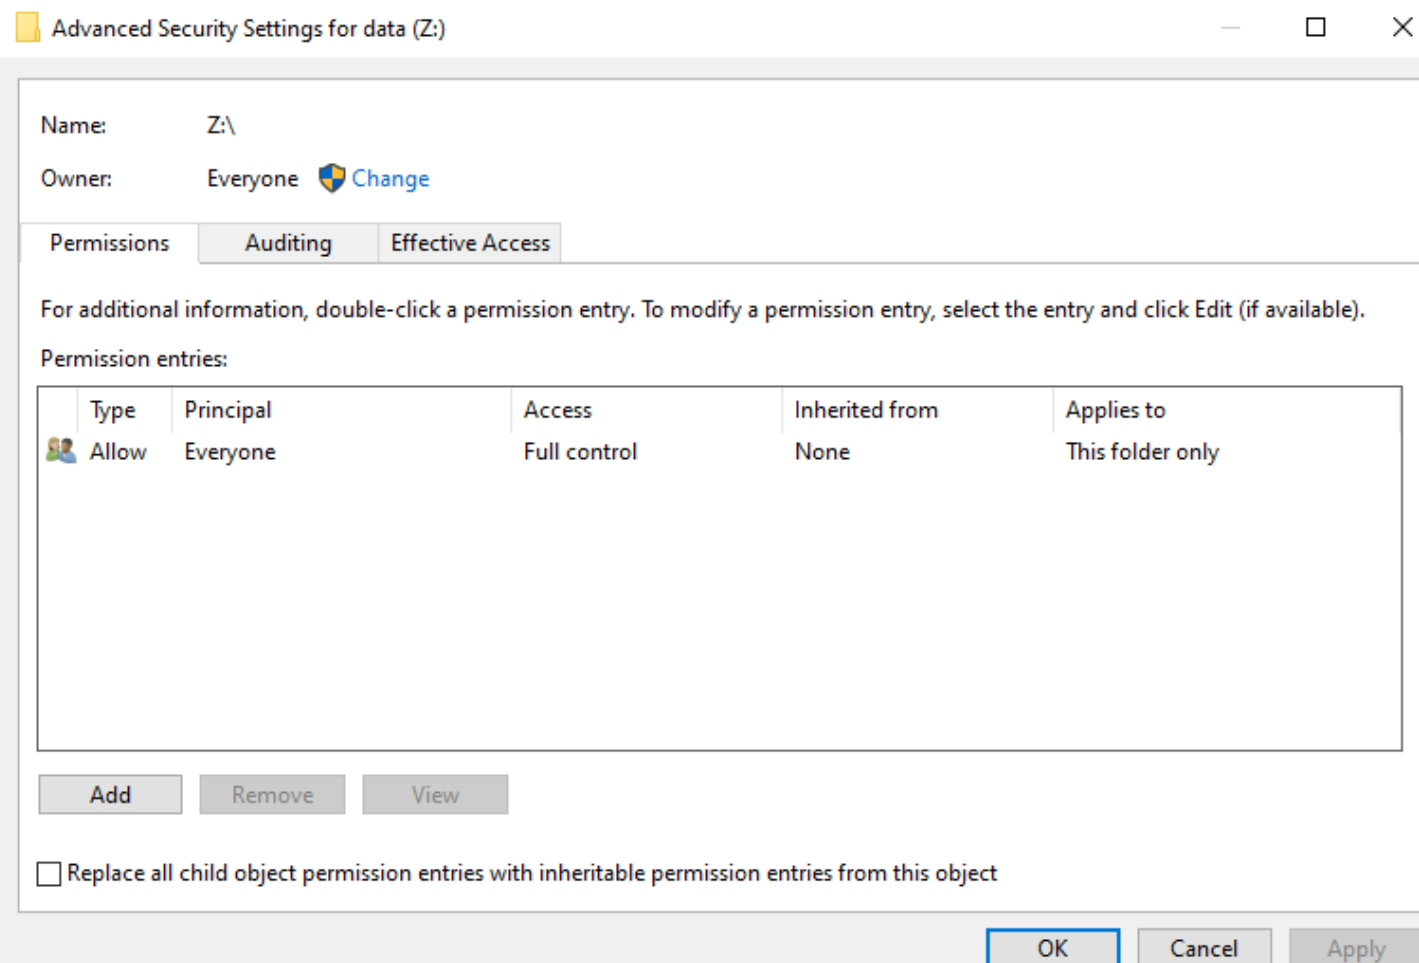 Advanced Security Settings for data (Z:)
Name: Z:\
Owner: Everyone Change
Permissions Auditing Effective Access
For additional information, double-click a permission entry. To modify a permission entry, select the entry and click Edit (if available).
Permission entries:
Type Principal Access Inherited from Applies to
Allow Everyone Full control None This folder only
Add Remove View
Replace all child object permission entries with inheritable permission entries from this object
OK Cancel Apply